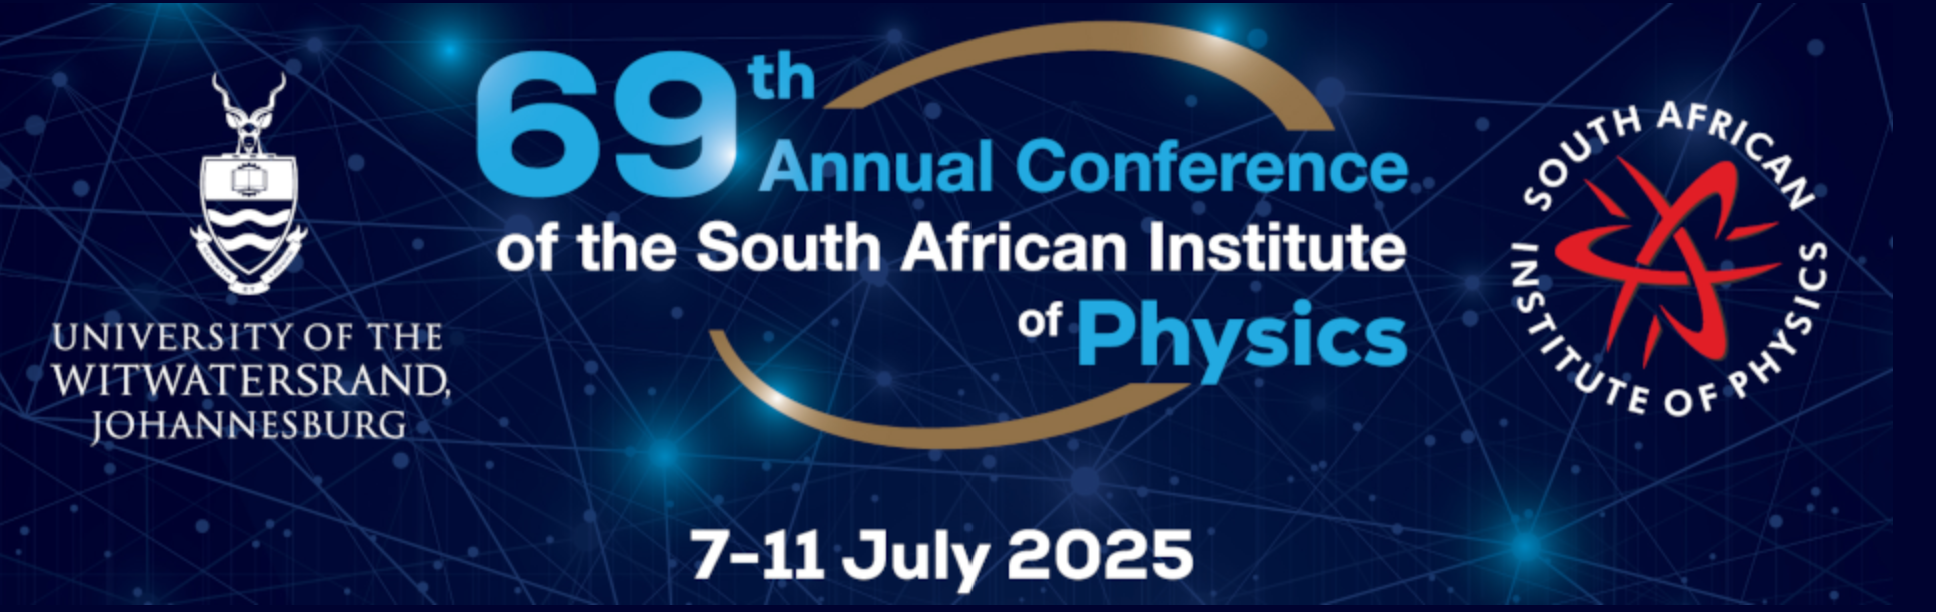 UNIVERSITY OF THE
WITWATERSRAND,
JOHANNESBURG
69th
Annual Conference
of the South African Institute
of Physics
7-11 July 2025
SOUTH AFRICAN
INSTITUTE OF PHYSICS